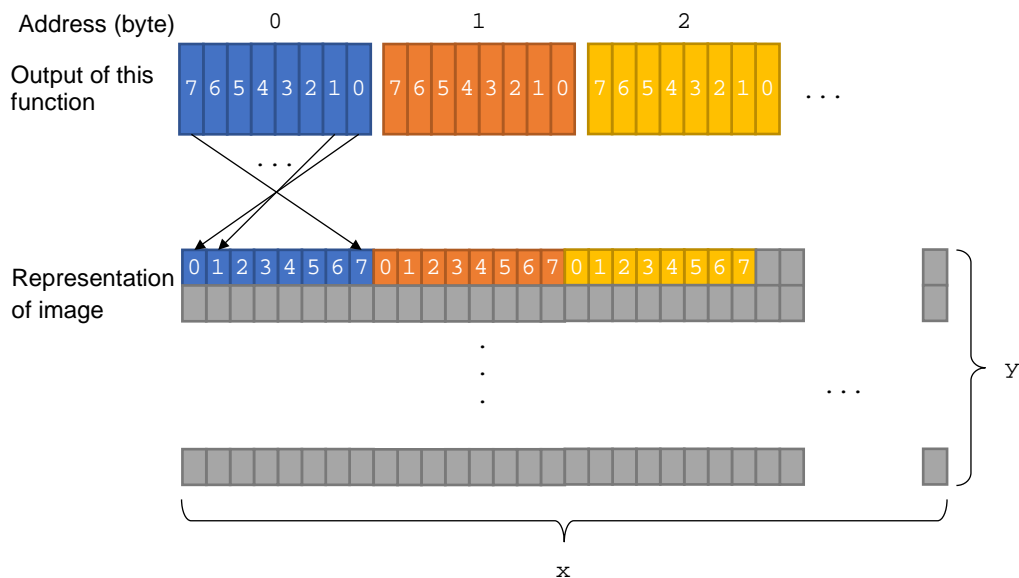 Address (byte) 0 1 2
Output of this
function
7 6 5 4 3 2 1 0 7 6 5 4 3 2 1 0 7 6 5 4 3 2 1 0 ...
...
Representation
of image
0 1 2 3 4 5 6 7 0 1 2 3 4 5 6 7 0 1 2 3 4 5 6 7
.
.
.
...
y
x